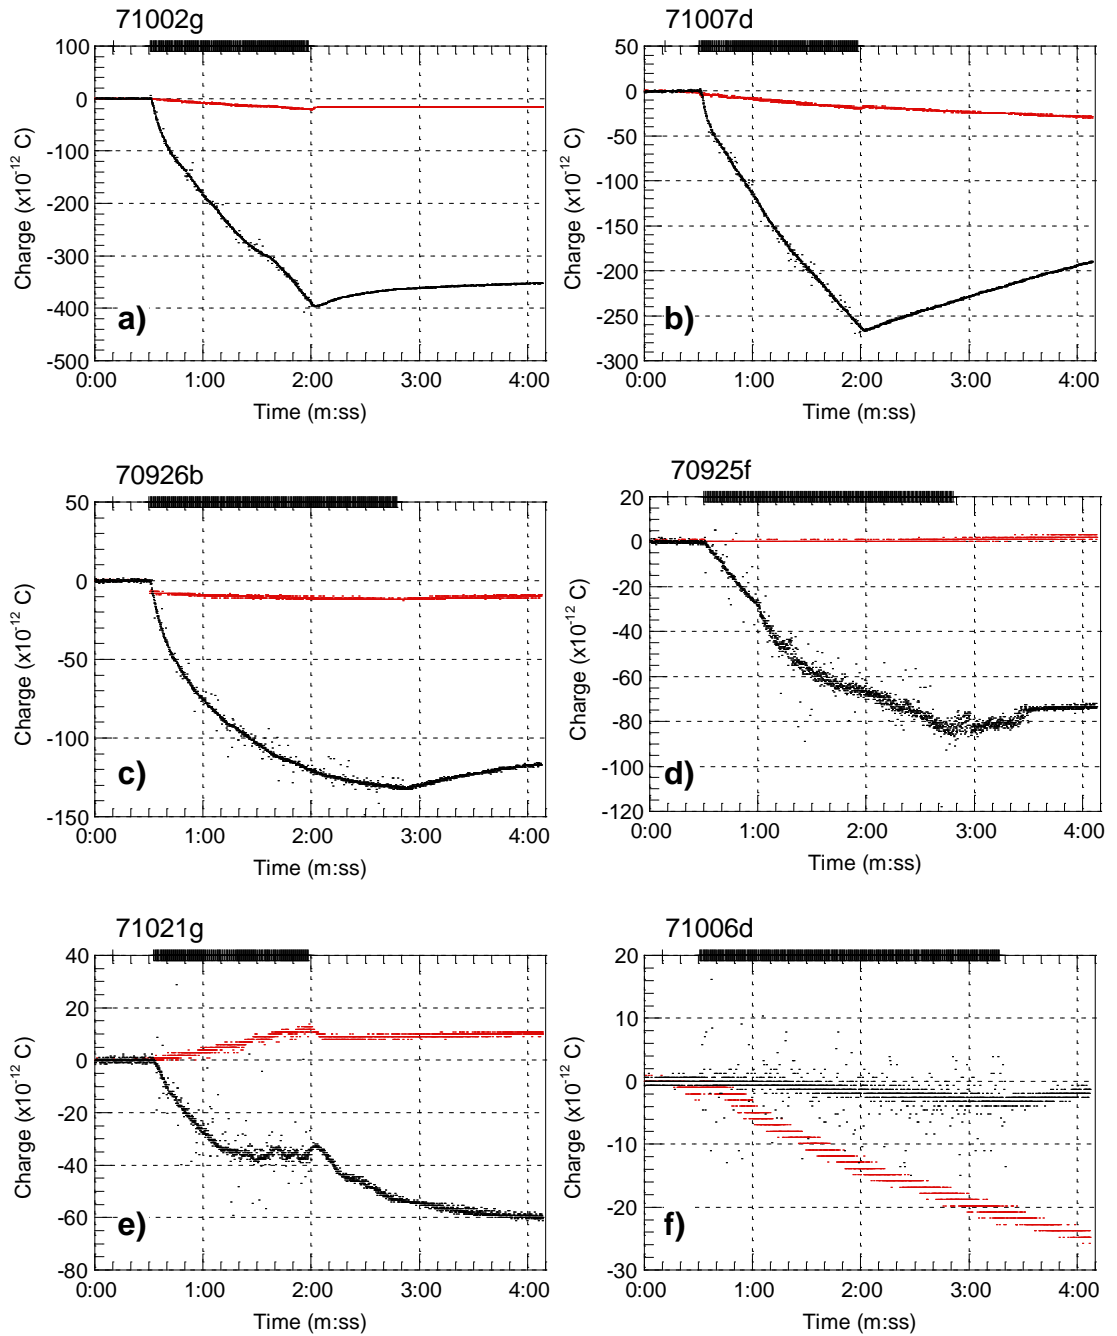 71002g
71007d
100
0
-100
-200
-300
-400
-500
Charge (x10⁻¹² C)
a)
0:00 1:00 2:00 3:00 4:00
Time (m:ss)
50
0
-50
-100
-150
-200
-250
-300
Charge (x10⁻¹² C)
b)
0:00 1:00 2:00 3:00 4:00
Time (m:ss)
70926b
70925f
50
0
-50
-100
-150
Charge (x10⁻¹² C)
c)
0:00 1:00 2:00 3:00 4:00
Time (m:ss)
20
0
-20
-40
-60
-80
-100
-120
Charge (x10⁻¹² C)
d)
0:00 1:00 2:00 3:00 4:00
Time (m:ss)
71021g
71006d
40
20
0
-20
-40
-60
-80
Charge (x10⁻¹² C)
e)
0:00 1:00 2:00 3:00 4:00
Time (m:ss)
20
10
0
-10
-20
-30
Charge (x10⁻¹² C)
f)
0:00 1:00 2:00 3:00 4:00
Time (m:ss)